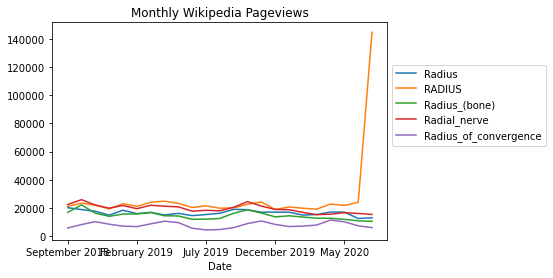 Monthly Wikipedia Pageviews
140000
120000
100000
80000
60000
40000
20000
0
September 2018 February 2019 July 2019 December 2019 May 2020
Date
Radius
RADIUS
Radius_(bone)
Radial_nerve
Radius_of_convergence